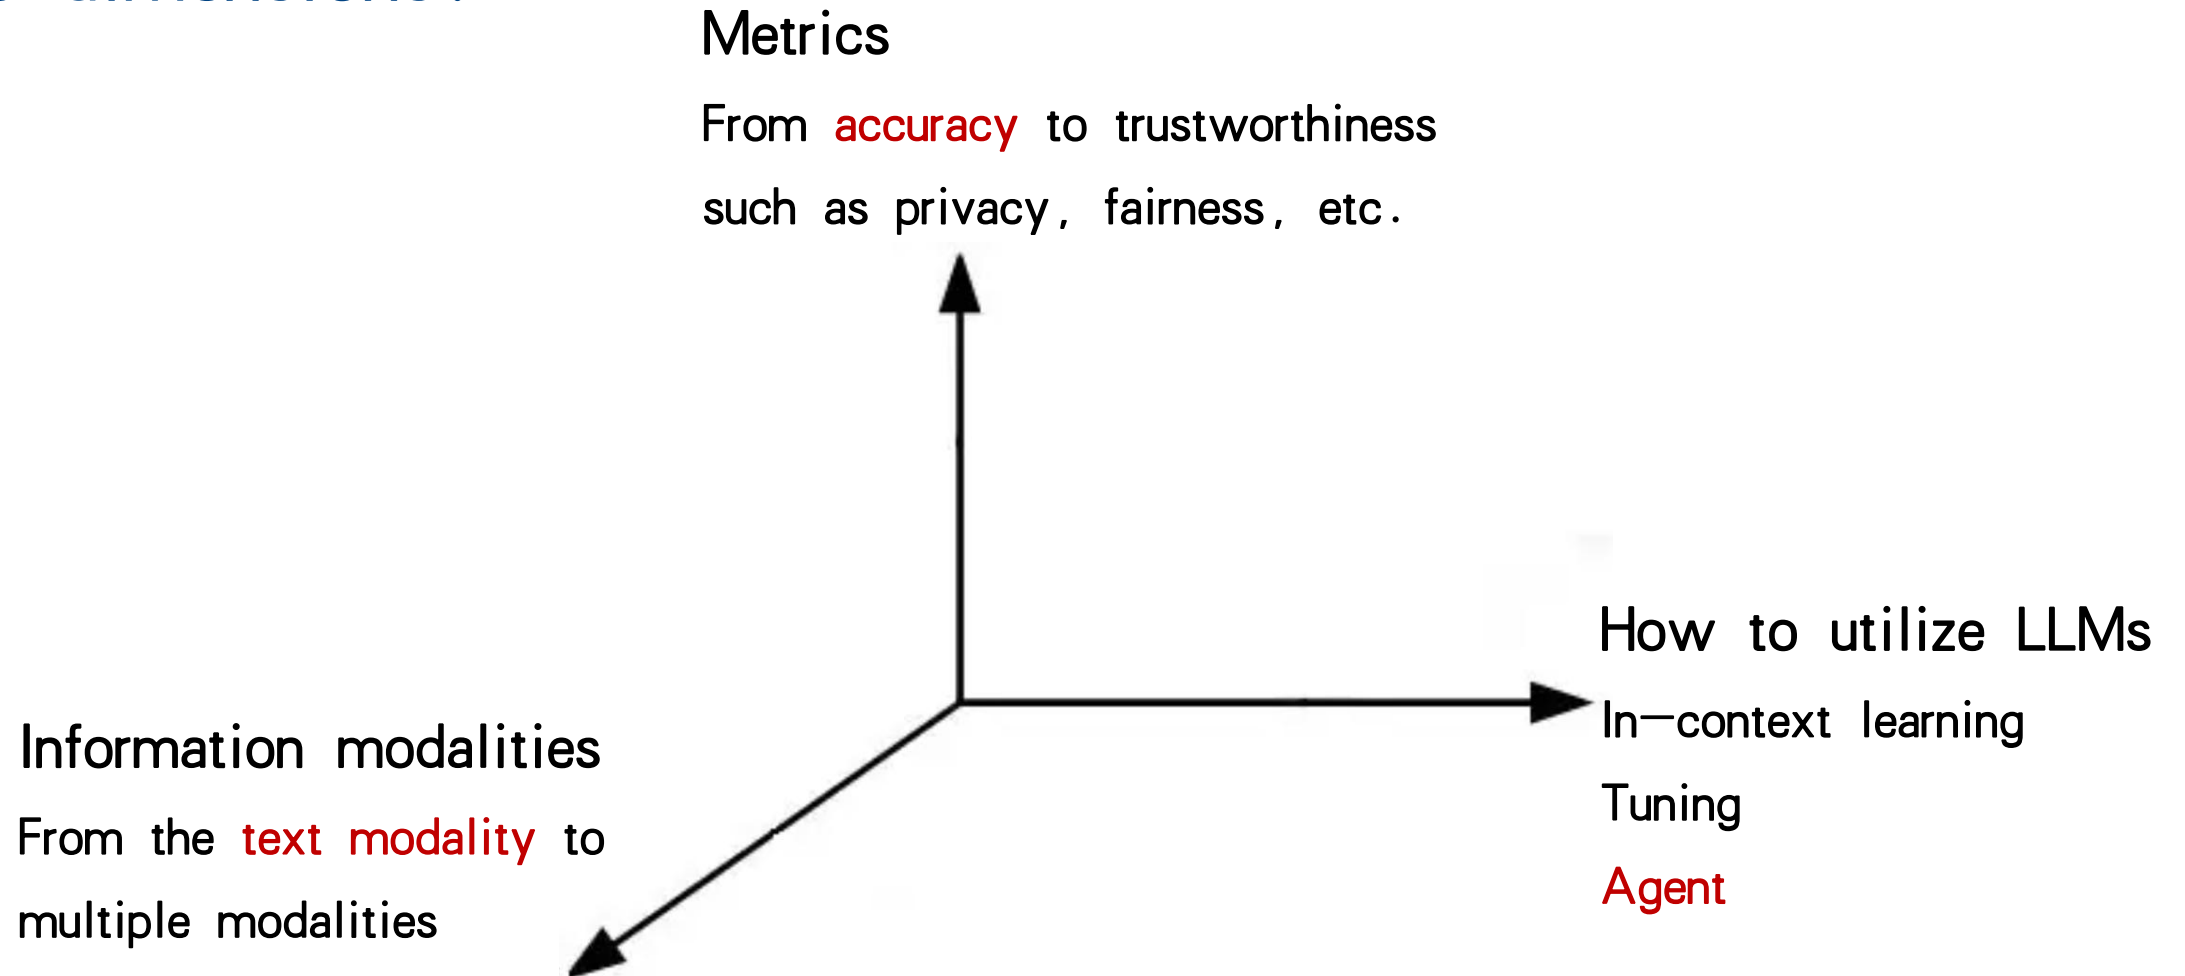 Metrics
From accuracy to trustworthiness
such as privacy, fairness, etc.
How to utilize LLMs
In-context learning
Tuning
Agent
Information modalities
From the text modality to
multiple modalities